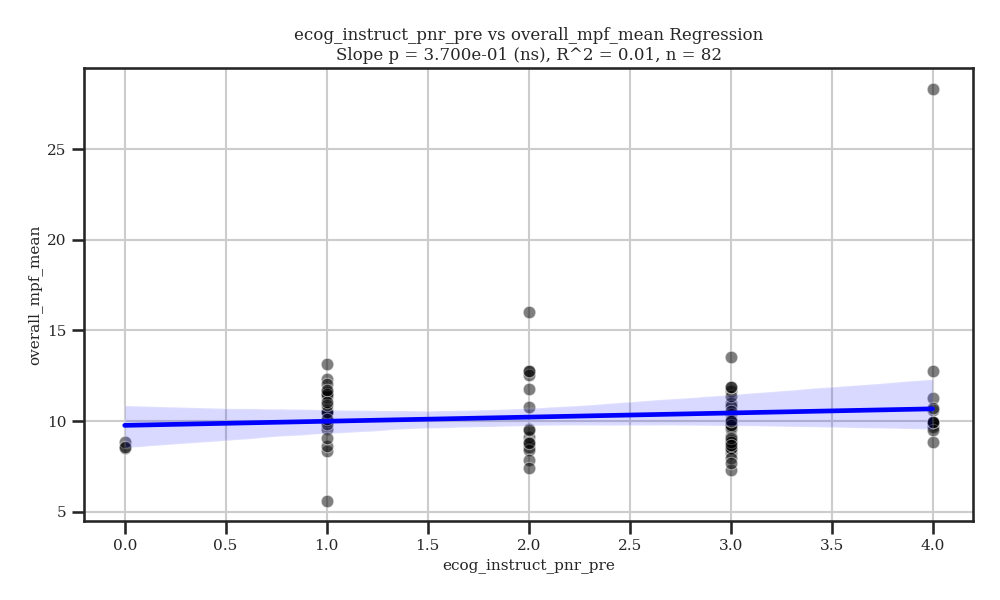 ecog_instruct_pnr_pre vs overall_mpf_mean Regression
Slope p = 3.700e-01 (ns), R^2 = 0.01, n = 82
overall_mpf_mean
25
20
15
10
5
0.0 0.5 1.0 1.5 2.0 2.5 3.0 3.5 4.0
ecog_instruct_pnr_pre